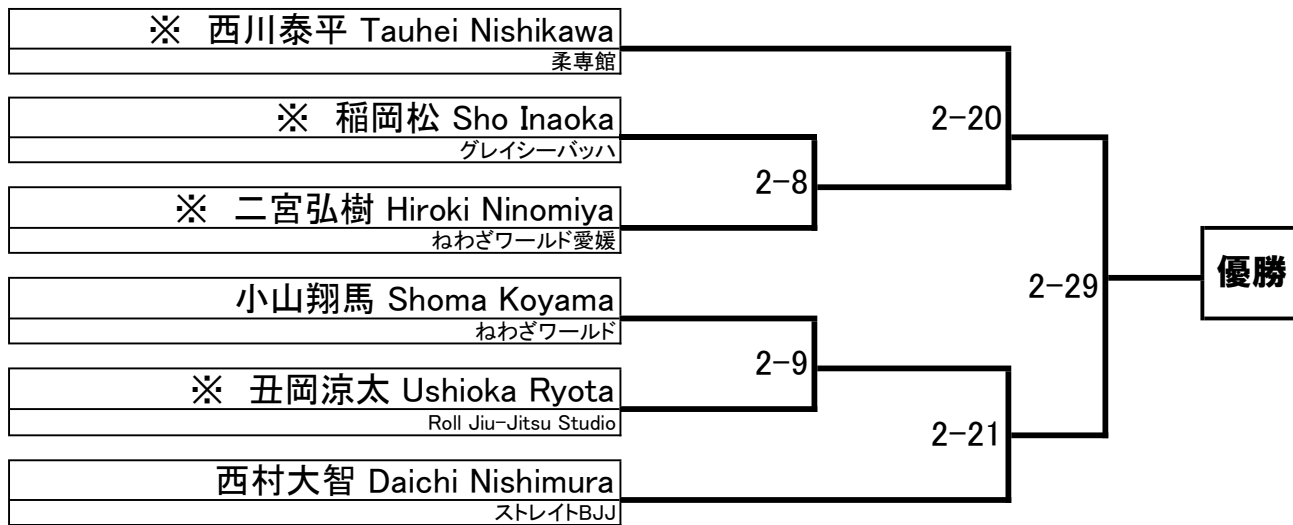 ※ 西川泰平 Tauhei Nishikawa
柔専館
※ 稲岡松 Sho Inaoka
グレイシーバッハ
※ 二宮弘樹 Hiroki Ninomiya
ねわざワールド愛媛
小山翔馬 Shoma Koyama
ねわざワールド
※ 丑岡涼太 Ushioka Ryota
Roll Jiu-Jitsu Studio
西村大智 Daichi Nishimura
ストレイトBJJ
2-8
2-9
2-20
2-21
2-29
優勝